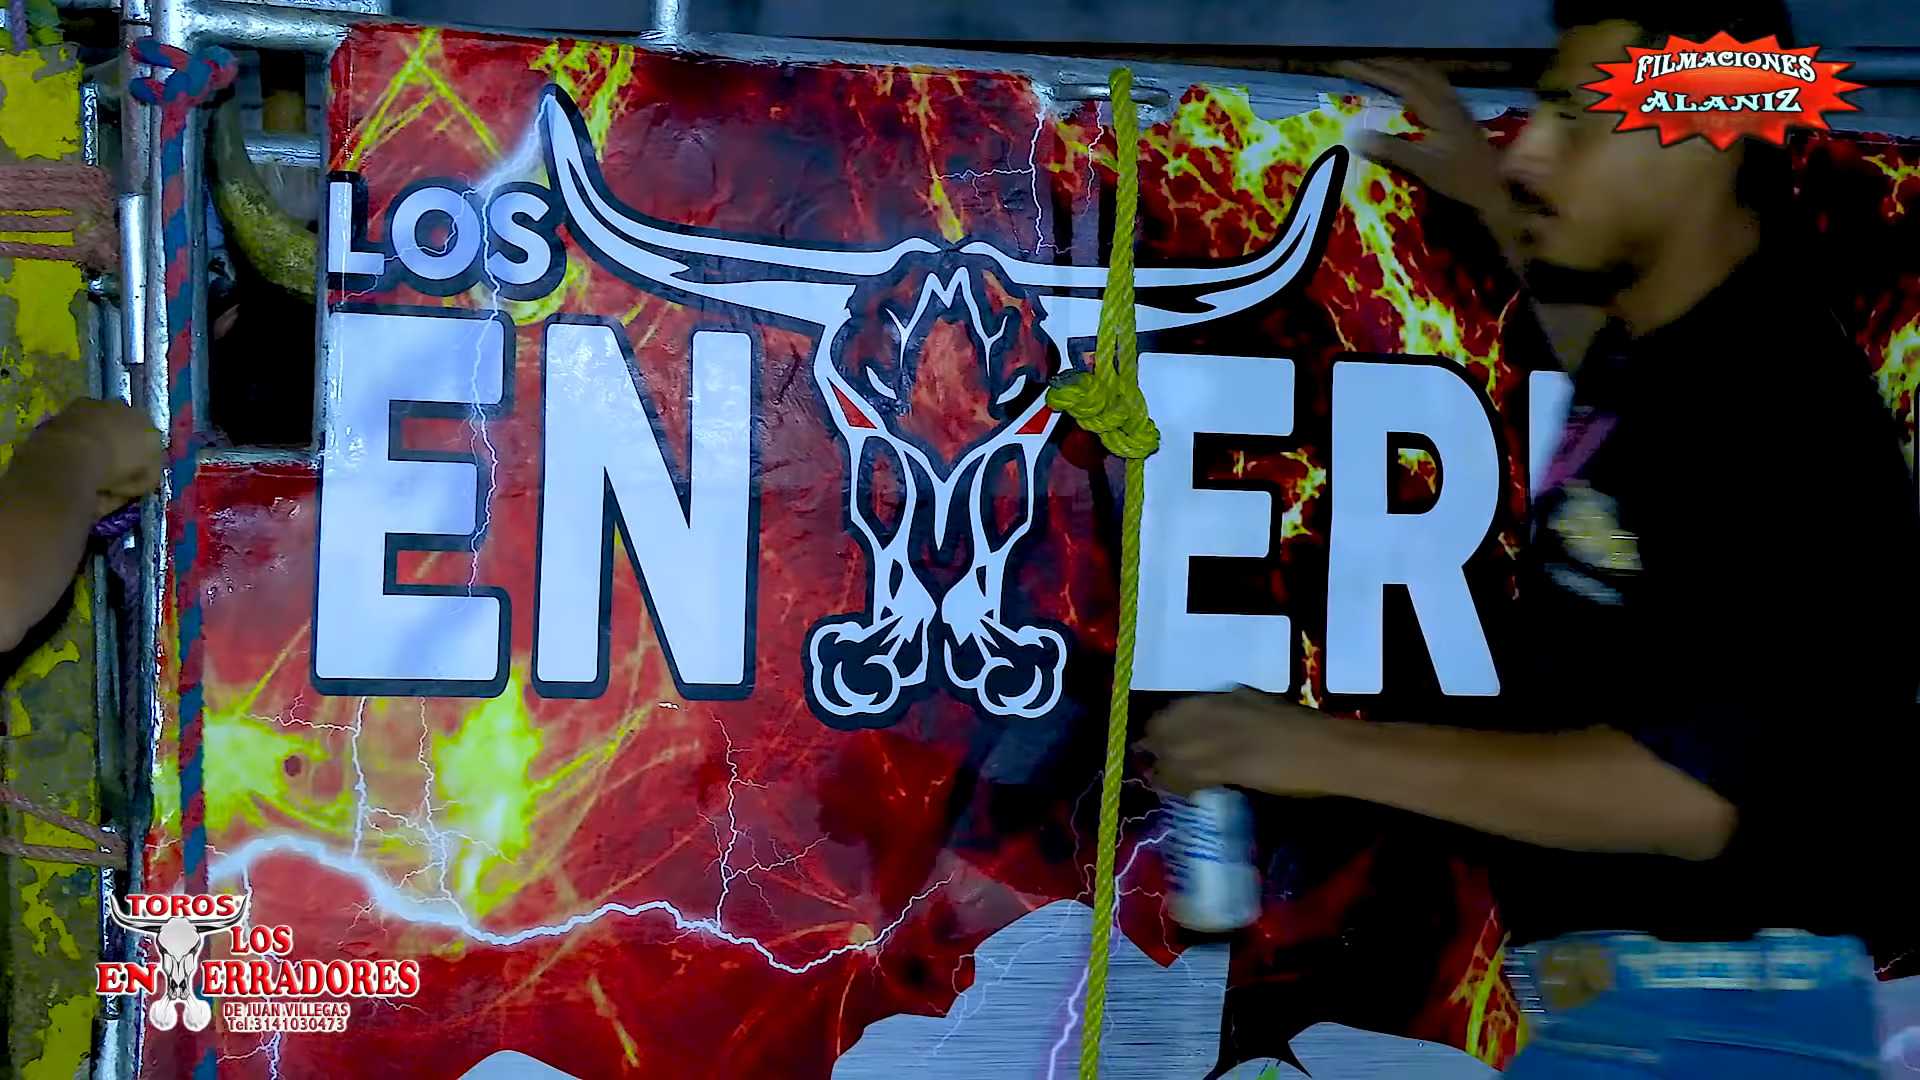 FILMACIONES
ALANIZ
LOS
EN ER
TOROS
LOS
EN ERRADORES
DE JUAN VILLEGAS
Tel:3141030473